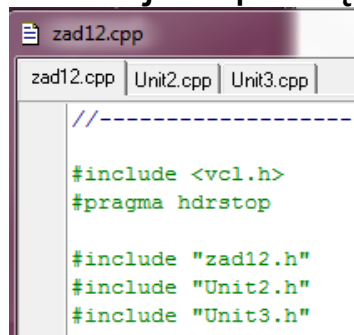 zad12.cpp
zad12.cpp Unit2.cpp Unit3.cpp
//-------------------
#include <vcl.h>
#pragma hdrstop
#include "zad12.h"
#include "Unit2.h"
#include "Unit3.h"